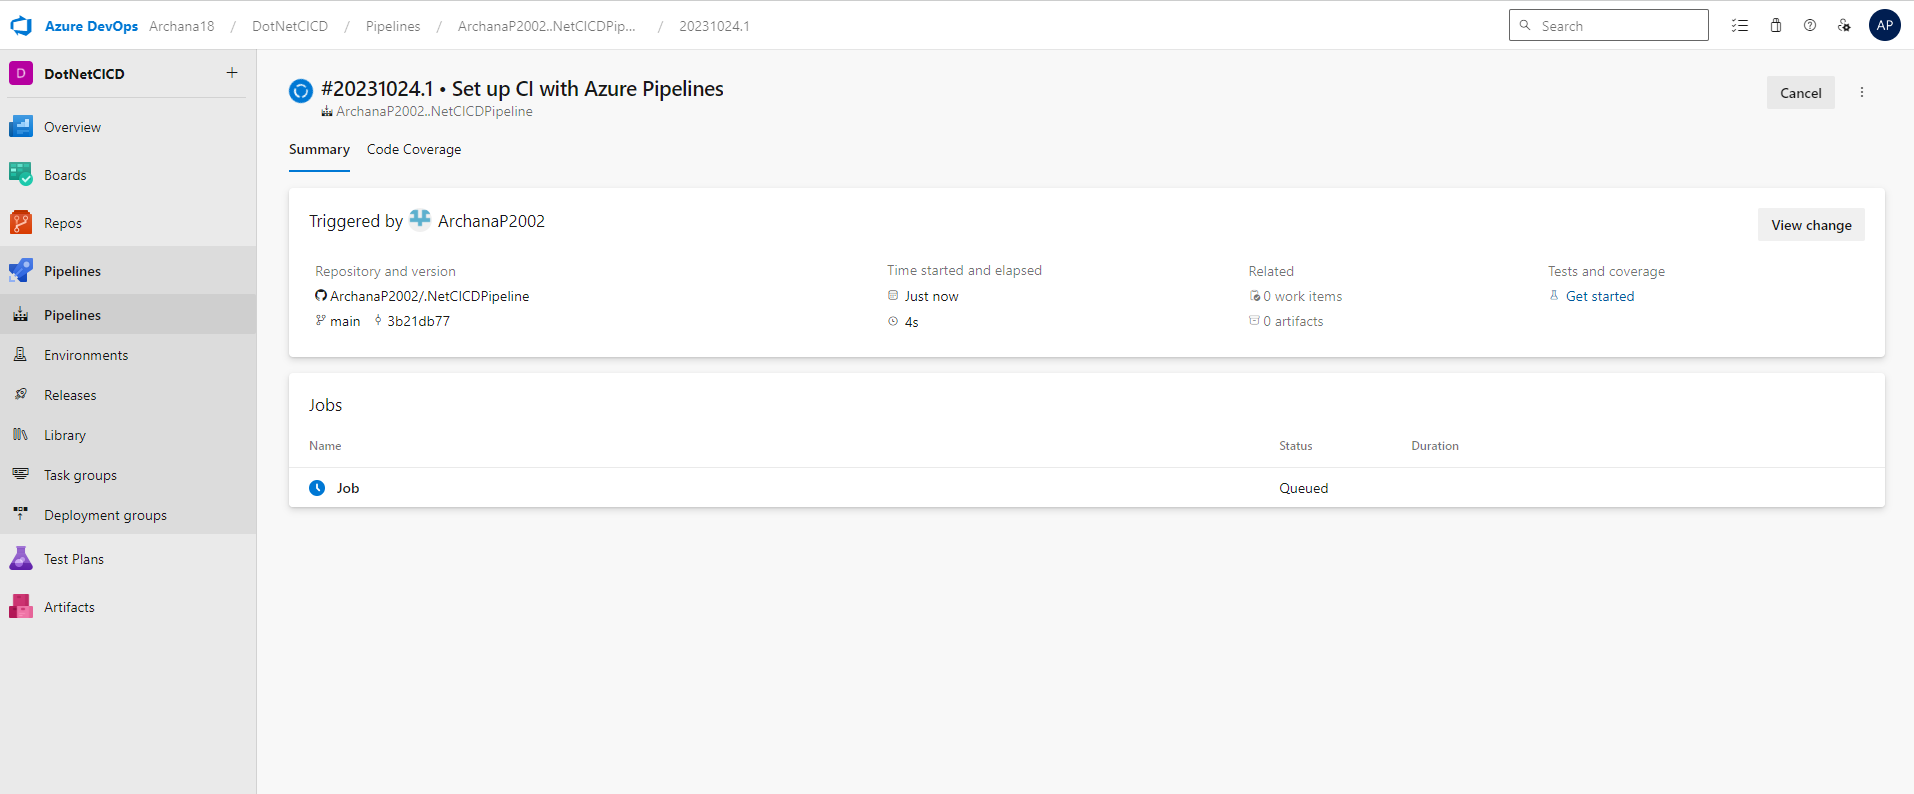 Azure DevOps Archana18 / DotNetCICD / Pipelines / ArchanaP2002..NetCICDPip... / 20231024.1
Search
AP
D DotNetCICD +
Overview
Boards
Repos
Pipelines
Pipelines
Environments
Releases
Library
Task groups
Deployment groups
Test Plans
Artifacts
#20231024.1 • Set up CI with Azure Pipelines
ArchanaP2002..NetCICDPipeline
Cancel
Summary Code Coverage
Triggered by ArchanaP2002
View change
Repository and version
ArchanaP2002/.NetCICDPipeline
main 3b21db77
Time started and elapsed
Just now
4s
Related
0 work items
0 artifacts
Tests and coverage
Get started
Jobs
Name Status Duration
Job Queued